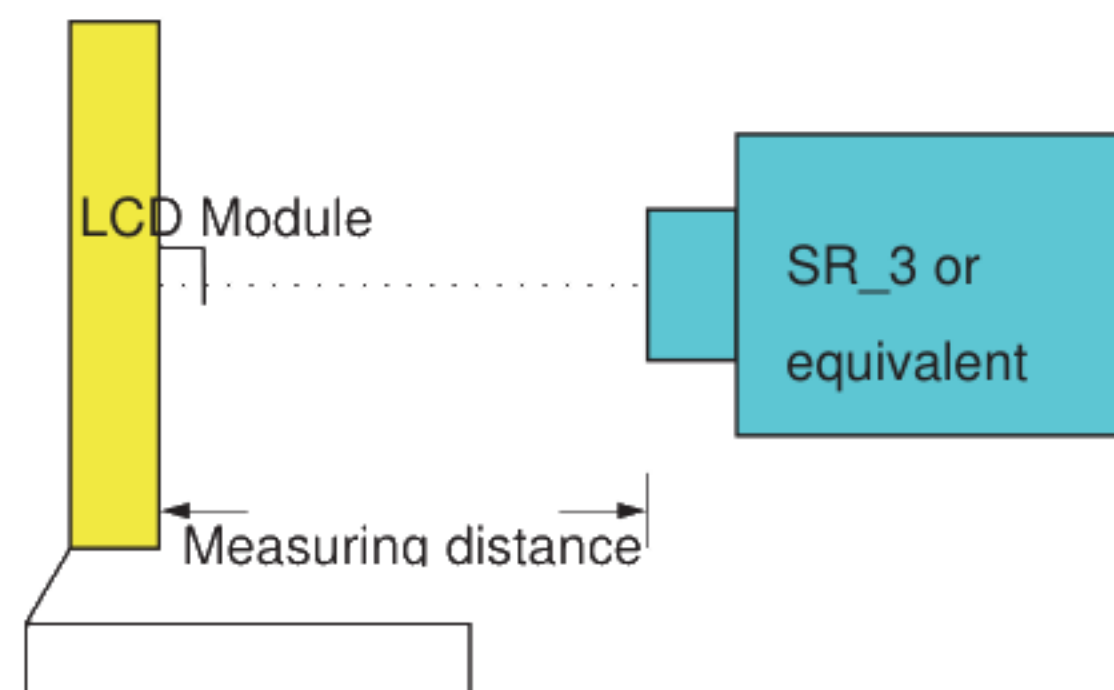 LCD Module
SR_3 or
equivalent
Measuring distance